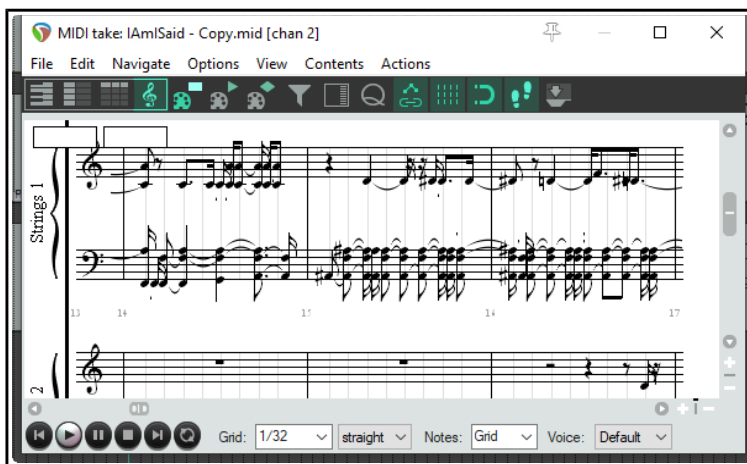 MIDI take: IAmISaid - Copy.mid [chan 2]
File Edit Navigate Options View Contents Actions
Strings 1
13 14 15 16 17
2
Grid: 1/32 straight Notes: Grid Voice: Default